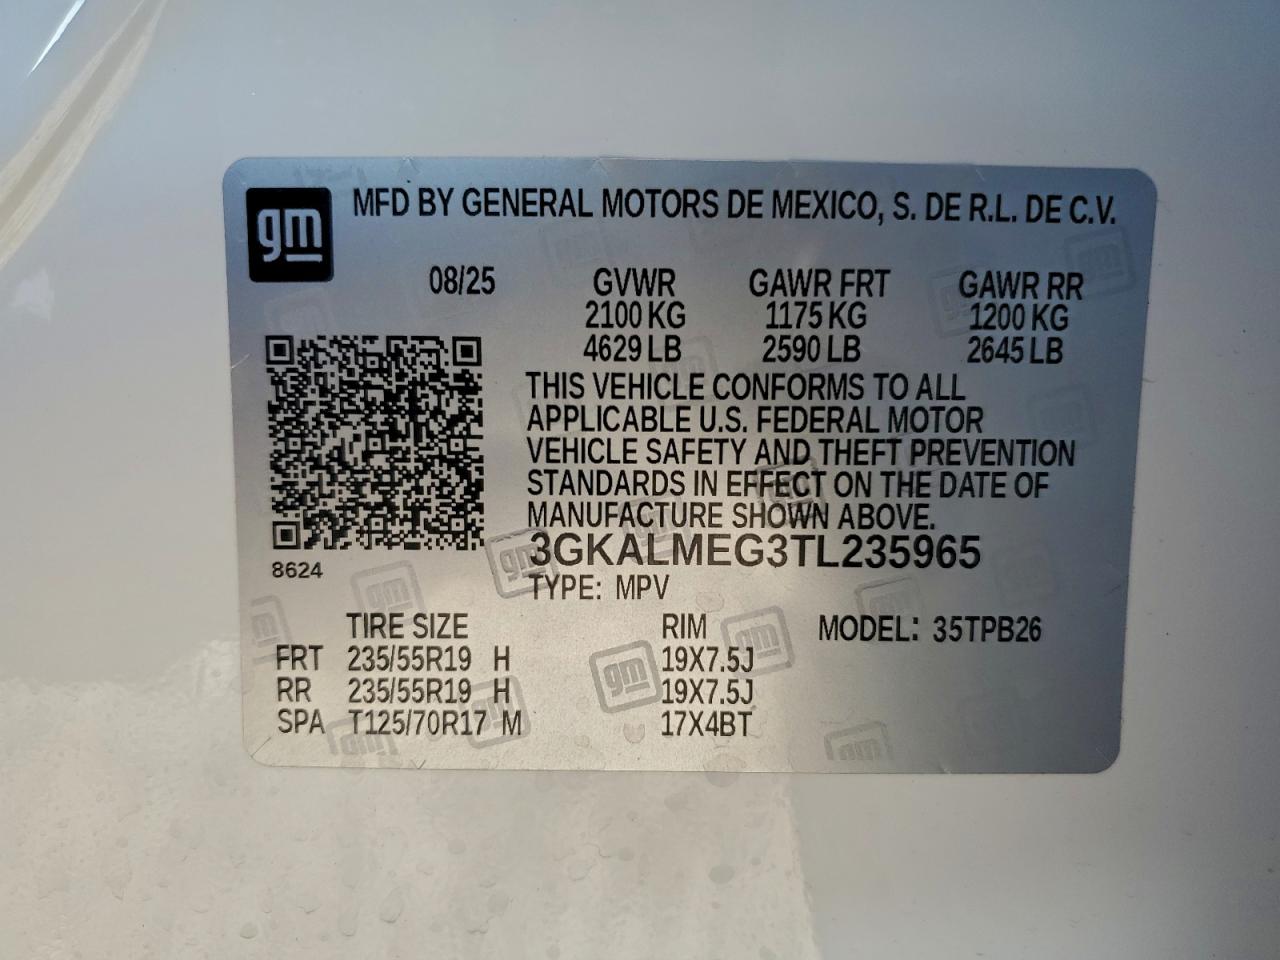 gm MFD BY GENERAL MOTORS DE MEXICO, S. DE R.L. DE C.V.
08/25 GVWR GAWR FRT GAWR RR
2100 KG 1175 KG 1200 KG
4629 LB 2590 LB 2645 LB
THIS VEHICLE CONFORMS TO ALL
APPLICABLE U.S. FEDERAL MOTOR
VEHICLE SAFETY AND THEFT PREVENTION
STANDARDS IN EFFECT ON THE DATE OF
MANUFACTURE SHOWN ABOVE.
3GKALMEG3TL235965
8624
TYPE: MPV
TIRE SIZE RIM MODEL: 35TPB26
FRT 235/55R19 H 19X7.5J
RR 235/55R19 H 19X7.5J
SPA T125/70R17 M 17X4BT